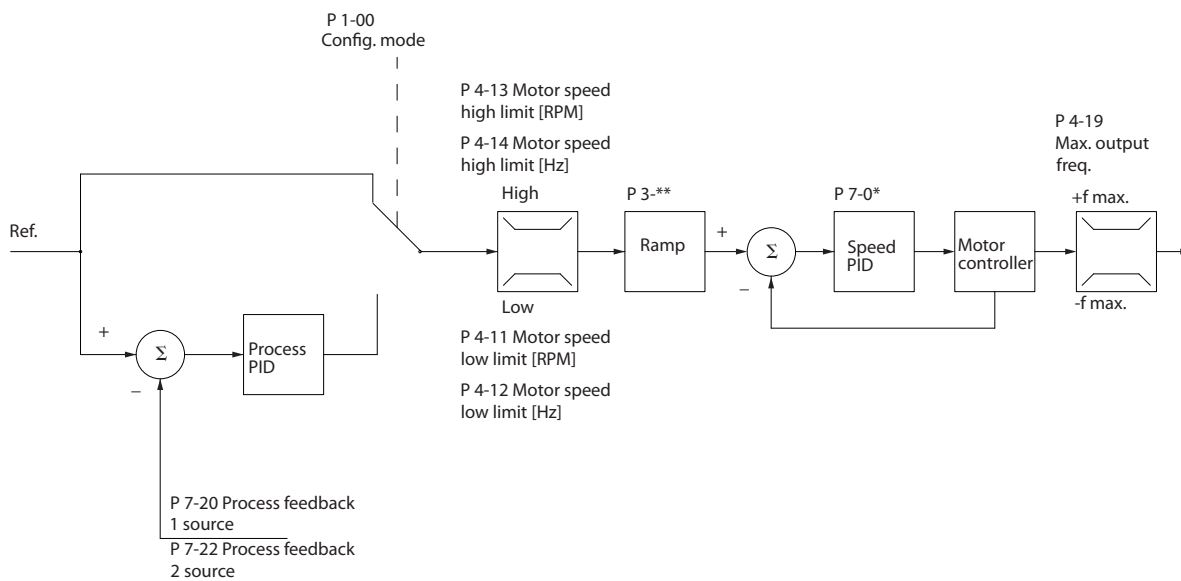 P 1-00
Config. mode
P 4-13 Motor speed
high limit [RPM]
P 4-14 Motor speed
high limit [Hz]
P 4-19
Max. output
freq.
High
P 3-**
P 7-0*
+f max.
Ref.
Ramp
+
Σ
−
Speed
PID
Motor
controller
Low
-f max.
+
Σ
−
Process
PID
P 4-11 Motor speed
low limit [RPM]
P 4-12 Motor speed
low limit [Hz]
P 7-20 Process feedback
1 source
P 7-22 Process feedback
2 source